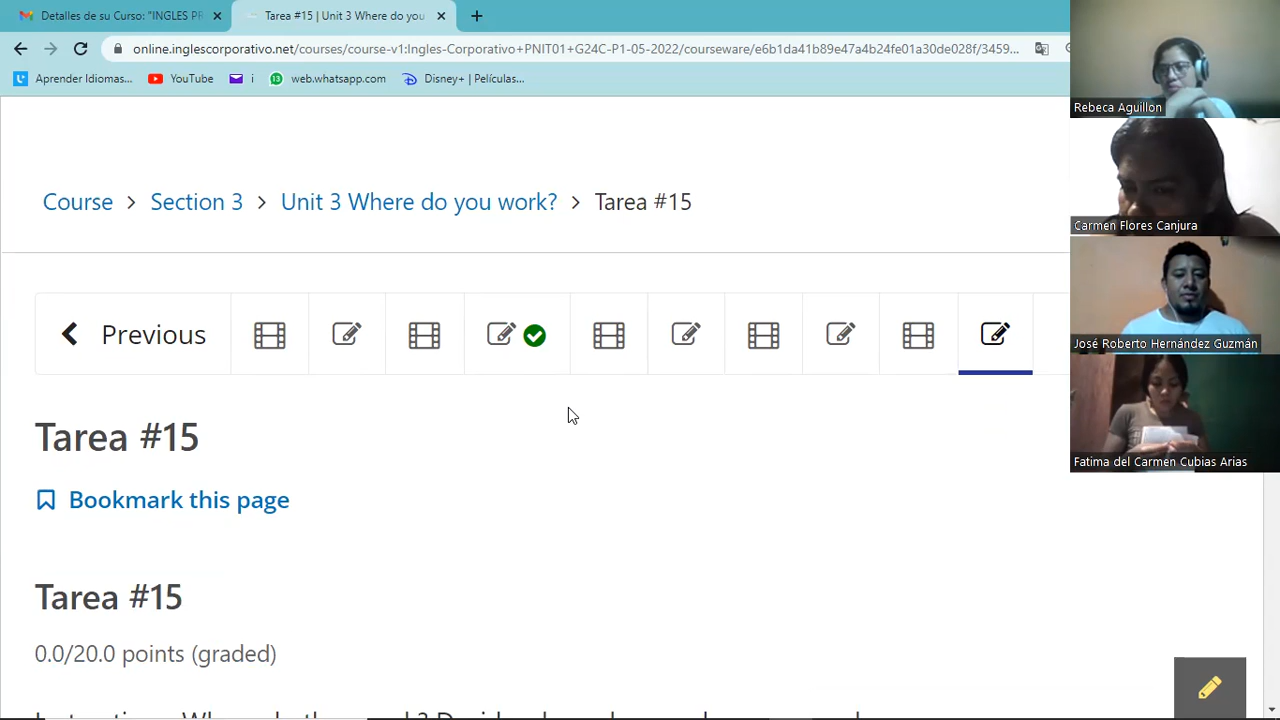 Detalles de su Curso: "INGLES PR
Tarea #15 | Unit 3 Where do you
online.inglescorporativo.net/courses/course-v1:Ingles-Corporativo+PNIT01+G24C-P1-05-2022/courseware/e6b1da41b89e47a4b24fe01a30de028f/3459...
Aprender Idiomas...
YouTube
i
13
web.whatsapp.com
Disney+ | Películas,...
Course > Section 3 > Unit 3 Where do you work? > Tarea #15
Previous
Tarea #15
Bookmark this page
Tarea #15
0.0/20.0 points (graded)
Rebeca Aguillon
Carmen Flores Canjura
José Roberto Hernández Guzmán
Fatima del Carmen Cubias Arias